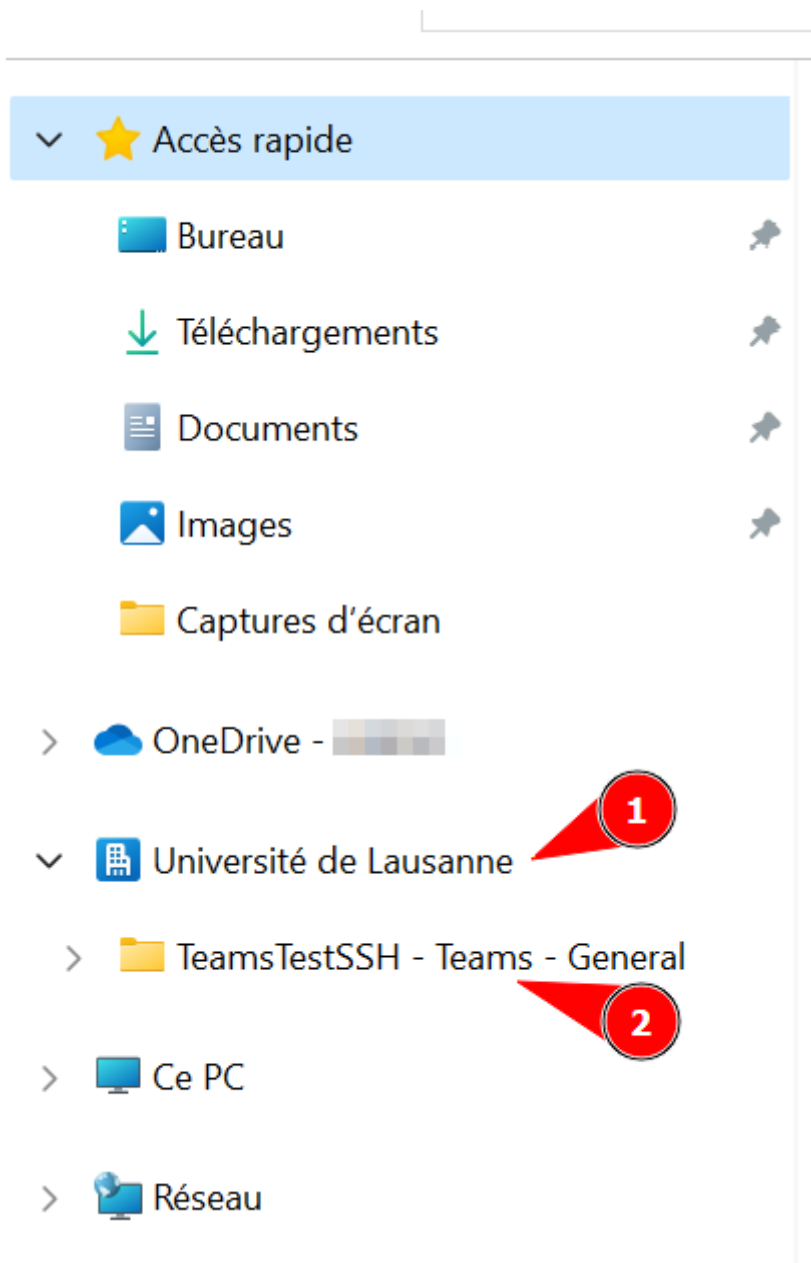 Accès rapide
Bureau
Téléchargements
Documents
Images
Captures d’écran
OneDrive -
1
Université de Lausanne
TeamsTestSSH - Teams - General
2
Ce PC
Réseau